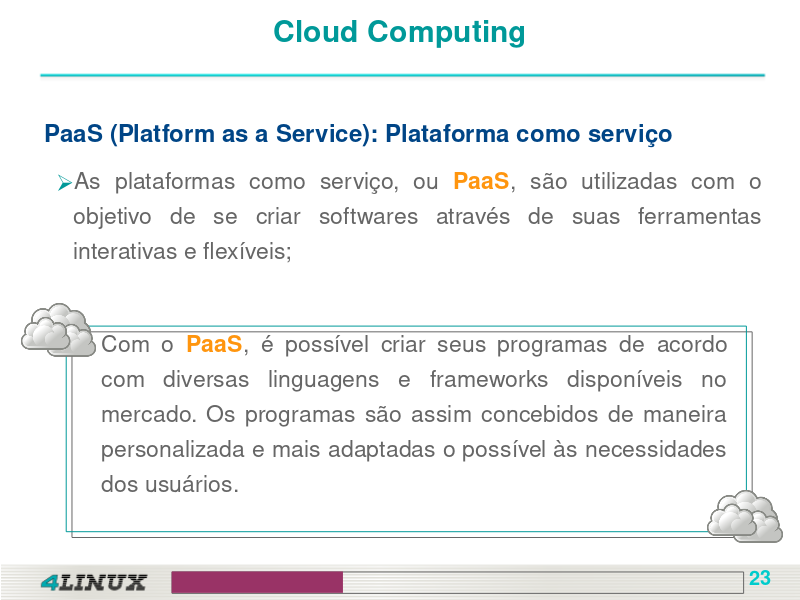 Cloud Computing
PaaS (Platform as a Service): Plataforma como serviço
As plataformas como serviço, ou PaaS, são utilizadas com o
objetivo de se criar softwares através de suas ferramentas
interativas e flexíveis;
Com o PaaS, é possível criar seus programas de acordo
com diversas linguagens e frameworks disponíveis no
mercado. Os programas são assim concebidos de maneira
personalizada e mais adaptadas o possível às necessidades
dos usuários.
4LINUX
23